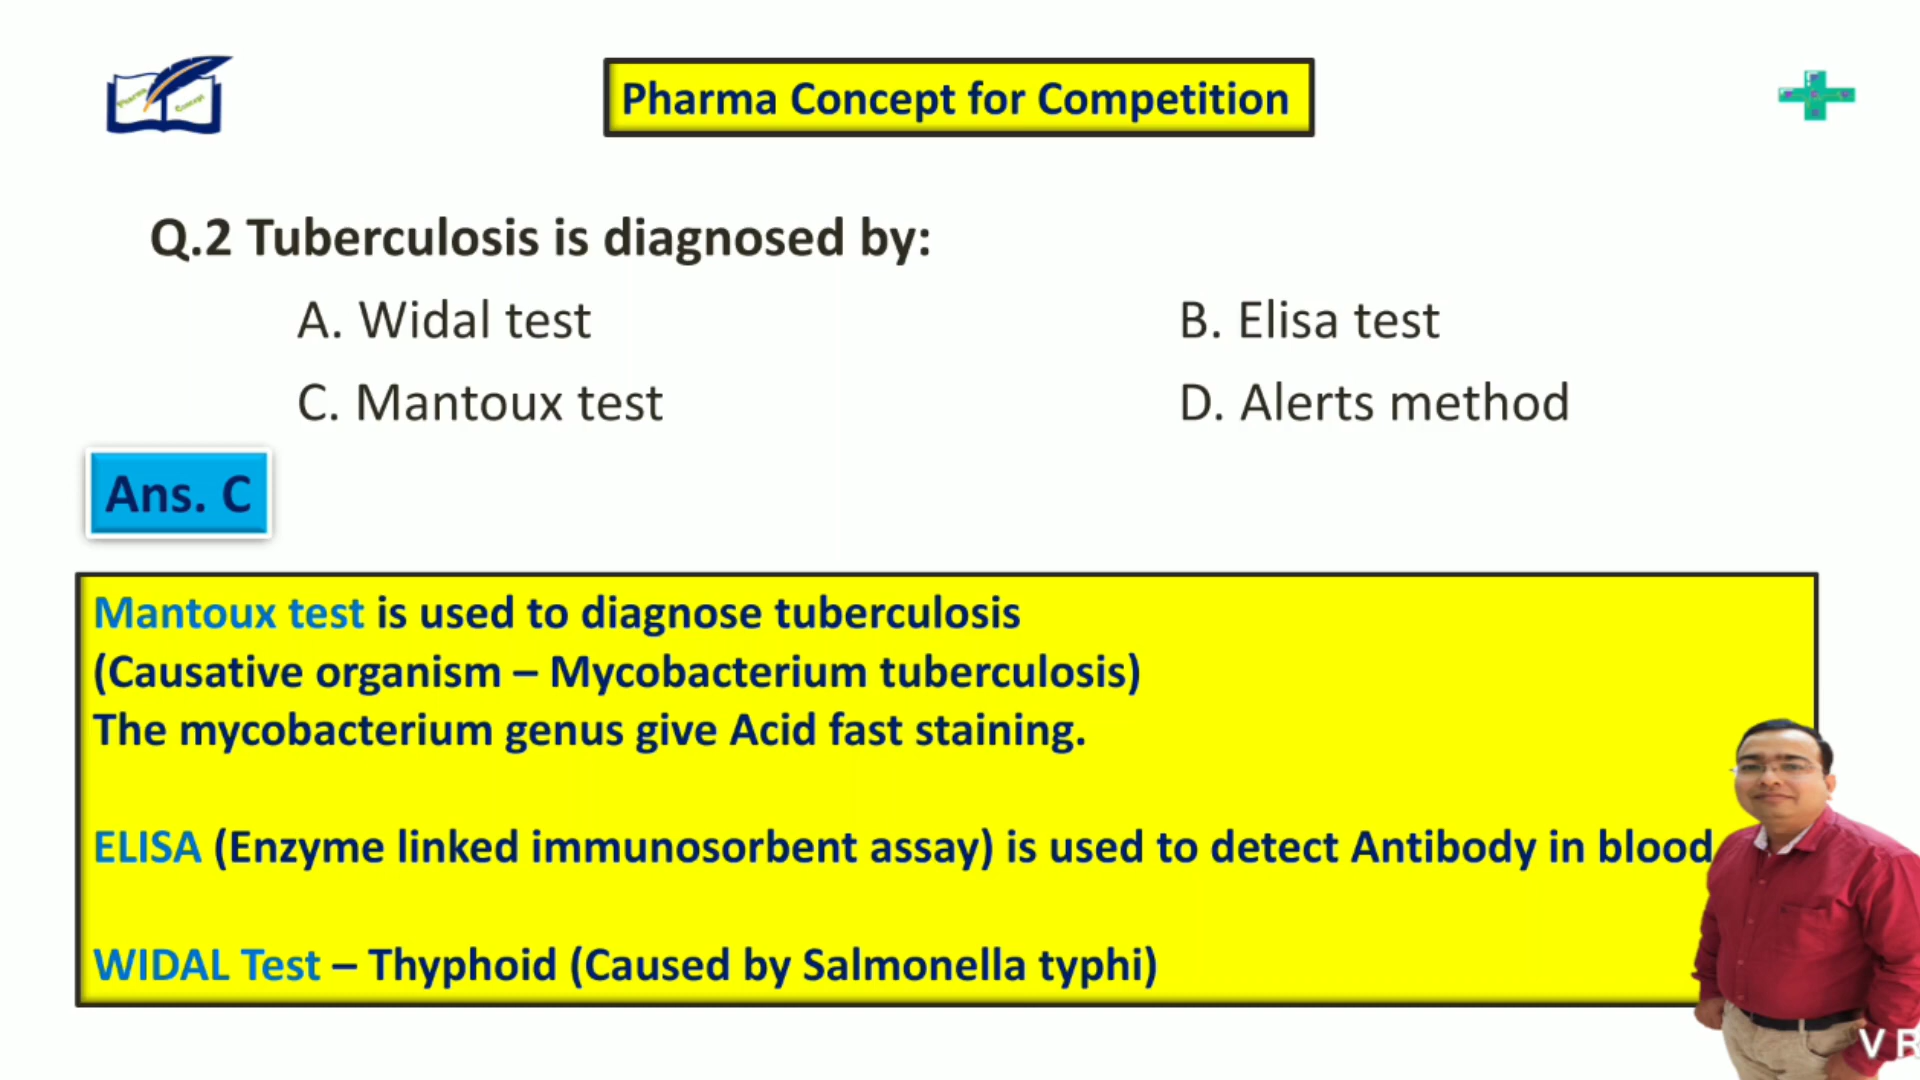 Pharma Concept
Pharma Concept for Competition
Q.2 Tuberculosis is diagnosed by:
A. Widal test
B. Elisa test
C. Mantoux test
D. Alerts method
Ans. C
Mantoux test is used to diagnose tuberculosis
(Causative organism – Mycobacterium tuberculosis)
The mycobacterium genus give Acid fast staining.
ELISA (Enzyme linked immunosorbent assay) is used to detect Antibody in blood
WIDAL Test – Thyphoid (Caused by Salmonella typhi)
V R